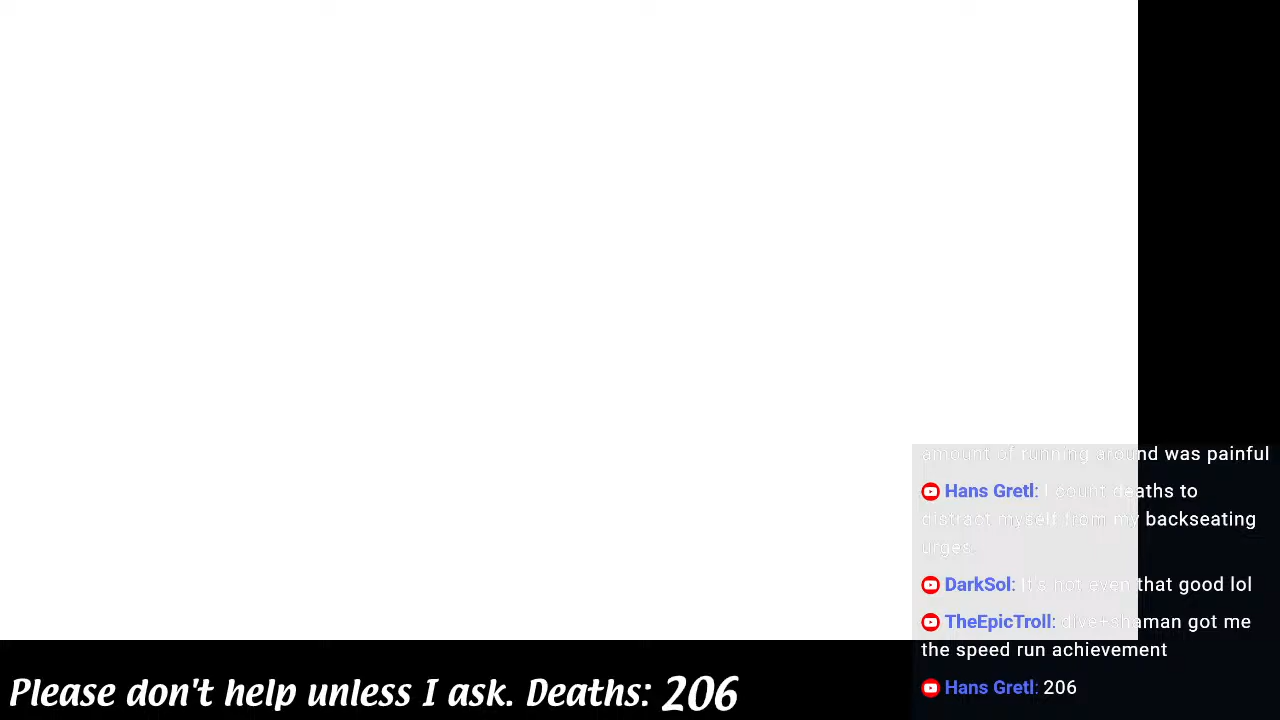 amount of running around was painful
Hans Gretl: I count deaths to
distract myself from my backseating
urges.
DarkSol: It's not even that good lol
TheEpicTroll: dive+shaman got me
the speed run achievement
Hans Gretl: 206
Please don't help unless I ask. Deaths: 206